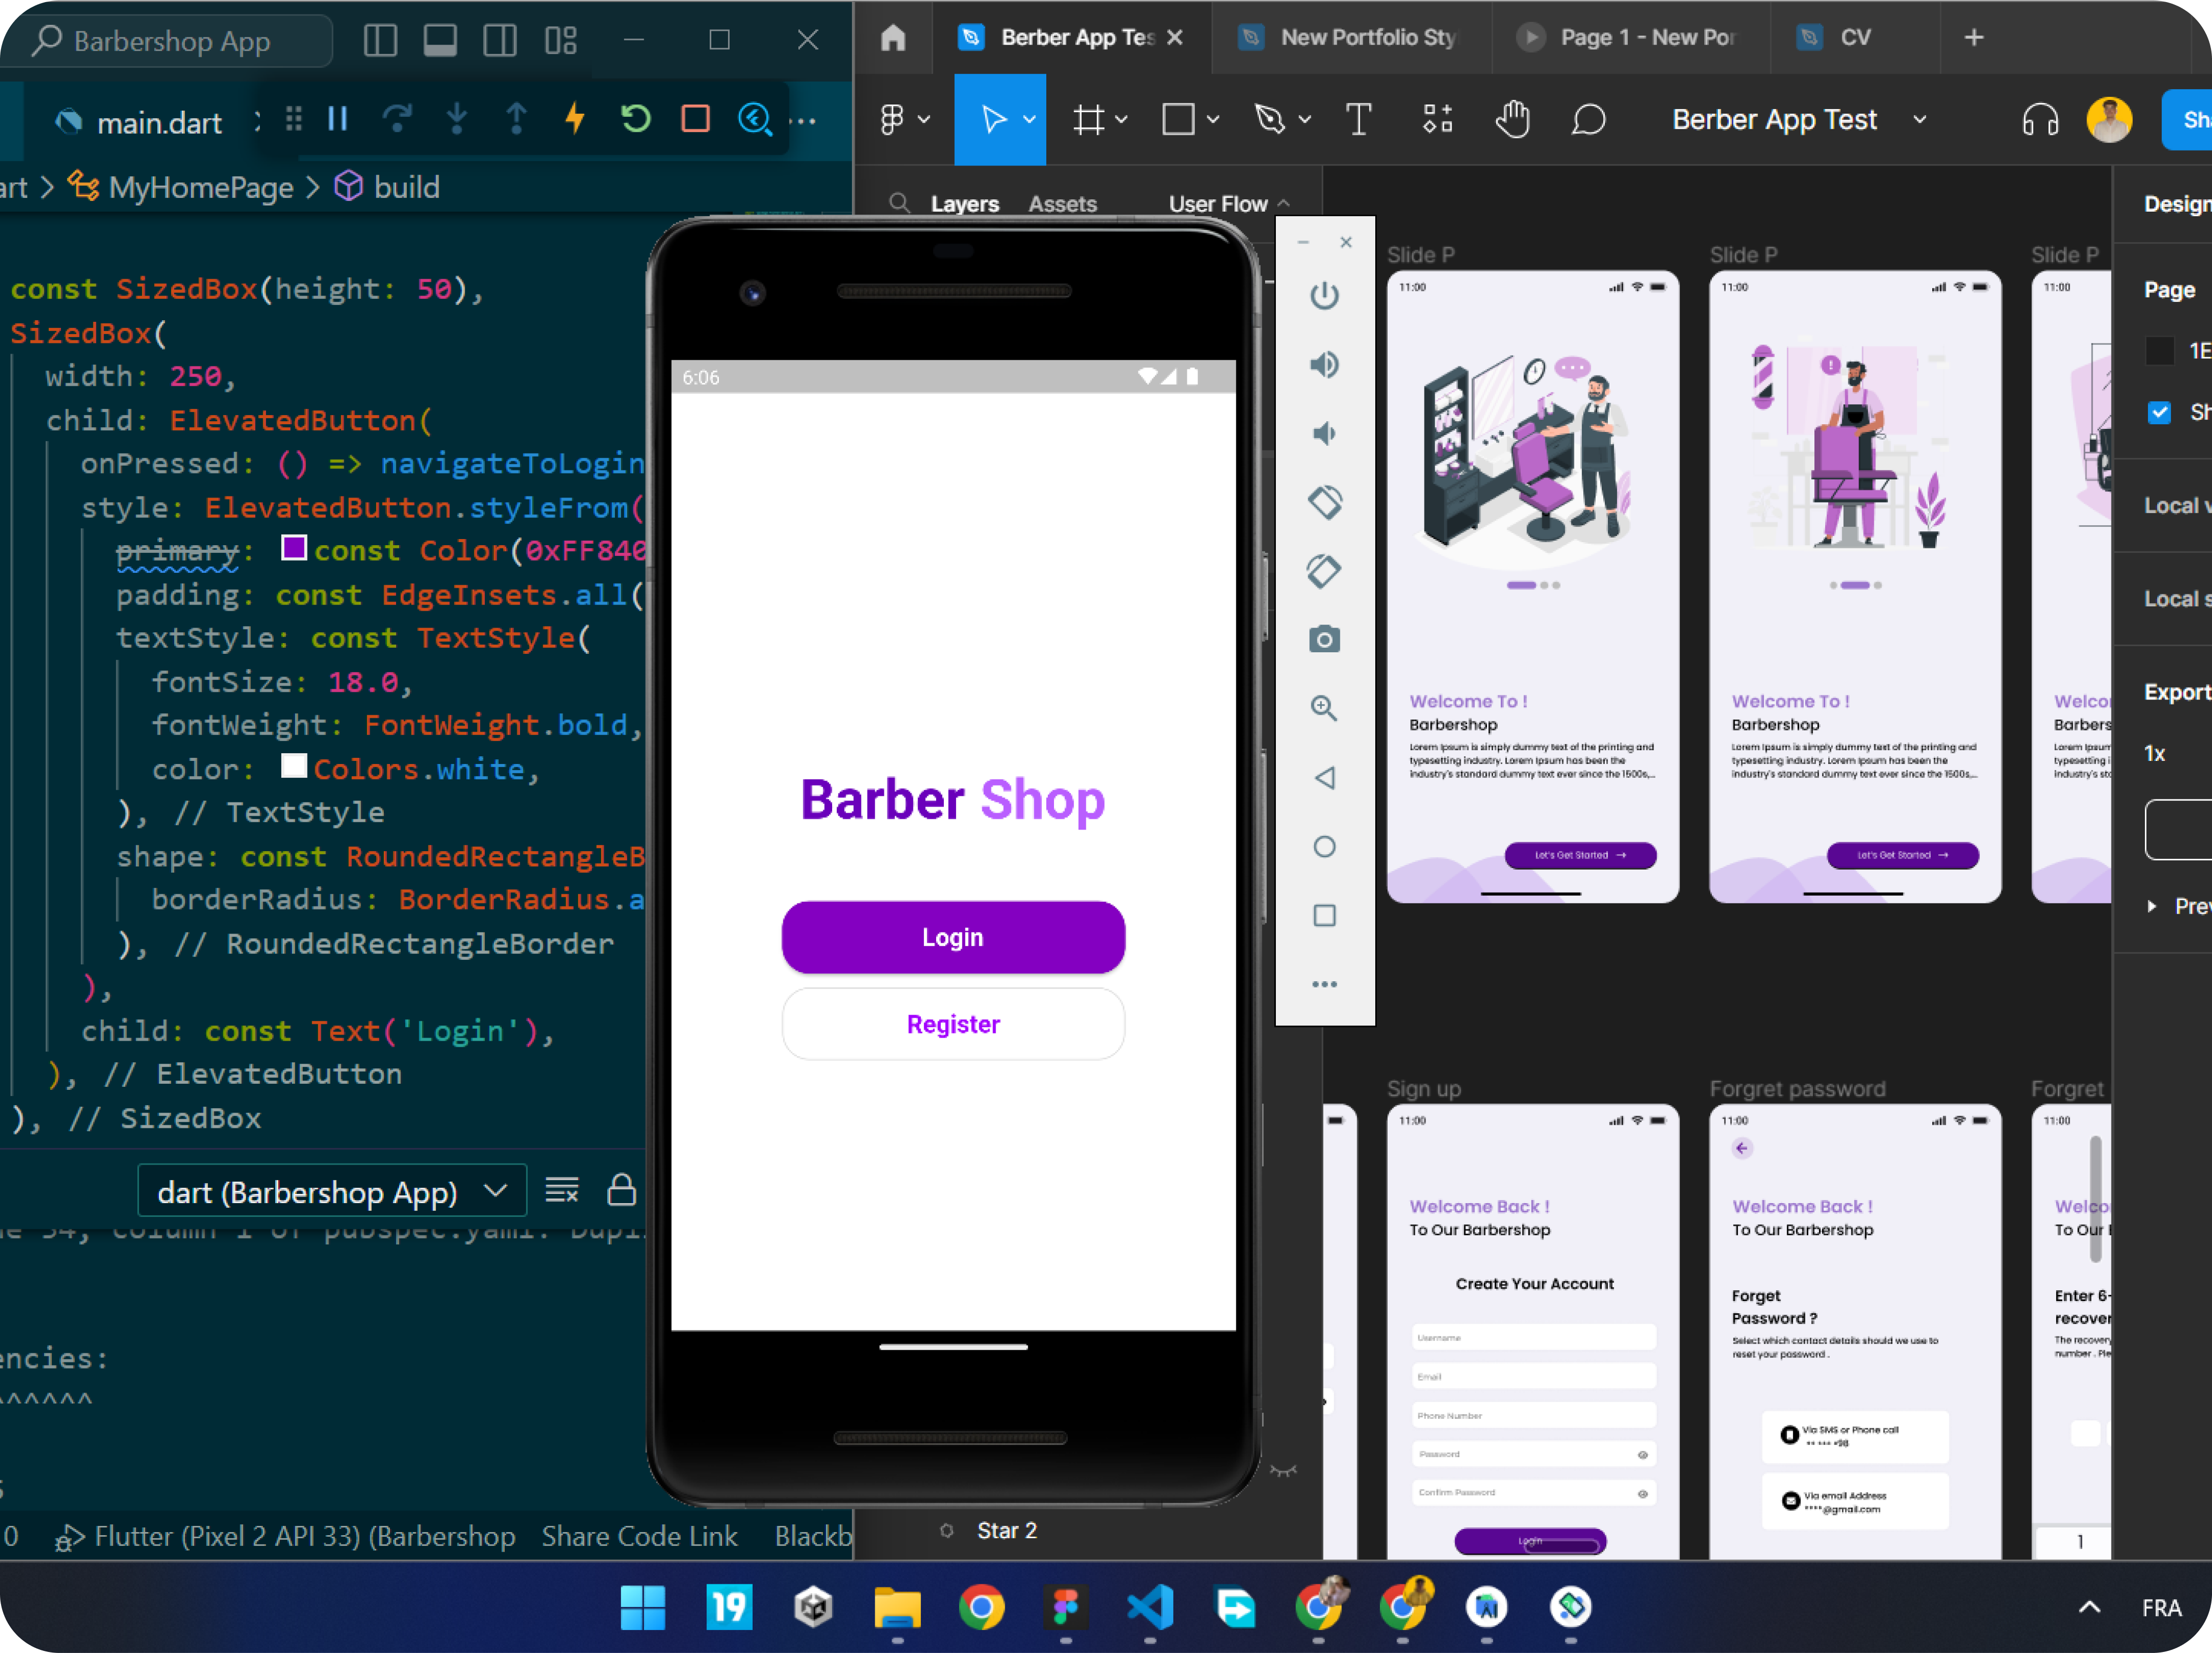 Barbershop App
main.dart
art > MyHomePage > build
const SizedBox(height: 50),
SizedBox(
width: 250,
child: ElevatedButton(
onPressed: () => navigateToLogin
style: ElevatedButton.styleFrom(
primary: const Color(0xFF840
padding: const EdgeInsets.all(
textStyle: const TextStyle(
fontSize: 18.0,
fontWeight: FontWeight.bold,
color: Colors.white,
), // TextStyle
shape: const RoundedRectangleB
borderRadius: BorderRadius.a
), // RoundedRectangleBorder
),
child: const Text('Login'),
), // ElevatedButton
), // SizedBox
dart (Barbershop App)
encies:
^^^^^^
0 Flutter (Pixel 2 API 33) (Barbershop Share Code Link Blackb
6:06
Barber Shop
Login
Register
Berber App Tes
New Portfolio Sty
Page 1 - New Por
CV
Berber App Test
Sh
Layers Assets User Flow
Star 2
Slide P
11:00
Welcome To !
Barbershop
Lorem Ipsum is simply dummy text of the printing and
typesetting industry. Lorem Ipsum has been the
industry's standard dummy text ever since the 1500s,...
Let's Get Started →
Slide P
11:00
Welcome To !
Barbershop
Lorem Ipsum is simply dummy text of the printing and
typesetting industry. Lorem Ipsum has been the
industry's standard dummy text ever since the 1500s,...
Let's Get Started →
Slide P
11:00
Welco
Barbers
Lorem Ipsum
typesetting i
industry's sta
Sign up
11:00
Welcome Back !
To Our Barbershop
Create Your Account
Username
Email
Phone Number
Password
Confirm Password
Login
Forgret password
11:00
Welcome Back !
To Our Barbershop
Forget
Password ?
Select which contact details should we use to
reset your password .
Via SMS or Phone call
** *** *98
Via email Address
****@gmail.com
Forgret
11:00
Welco
To Our
Enter 6-
recover
The recovery
number . Ple
1
Design
Page
1E
Sh
Local v
Local s
Export
1x
Prev
19
FRA